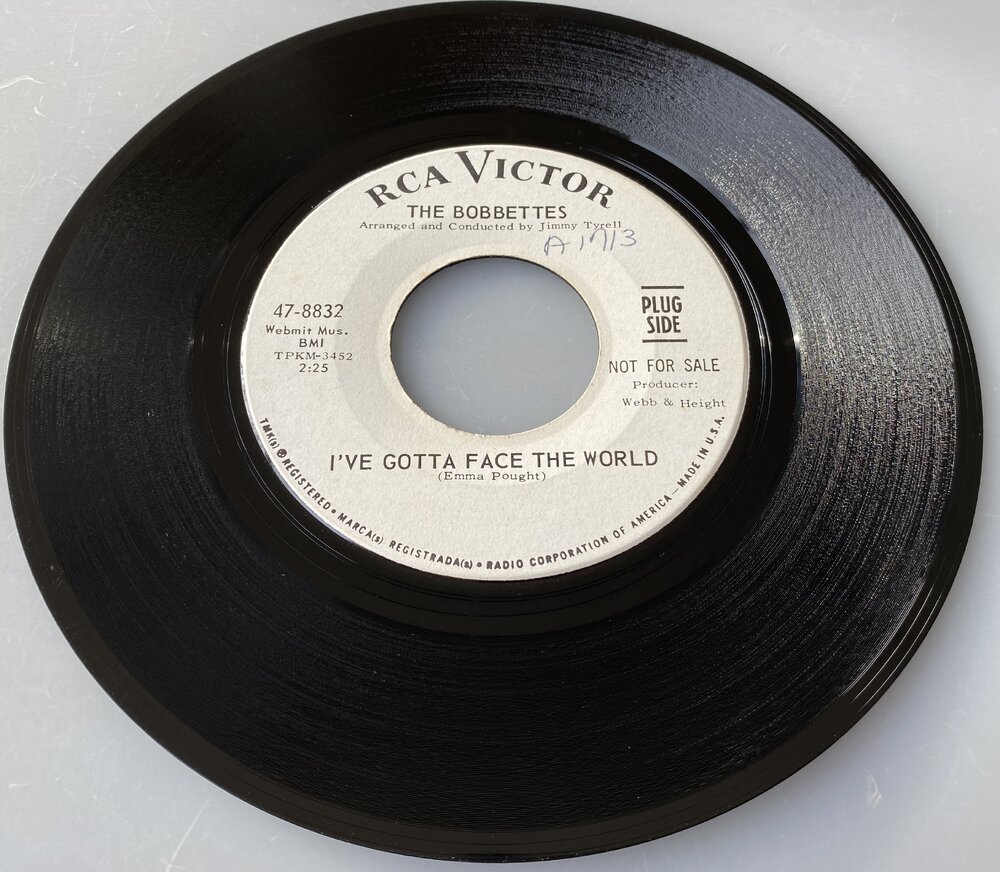 RCA VICTOR
THE BOBBETTES
Arranged and Conducted by Jimmy Tyrell
A1713
47-8832
Webmit Mus.
BMI
TPKM-3452
2:25
PLUG
SIDE
NOT FOR SALE
Producer:
Webb & Height
I'VE GOTTA FACE THE WORLD
(Emma Pought)
TMK(s) ® REGISTERED • MARCA(s) REGISTRADA(s) • RADIO CORPORATION OF AMERICA — MADE IN U.S.A.